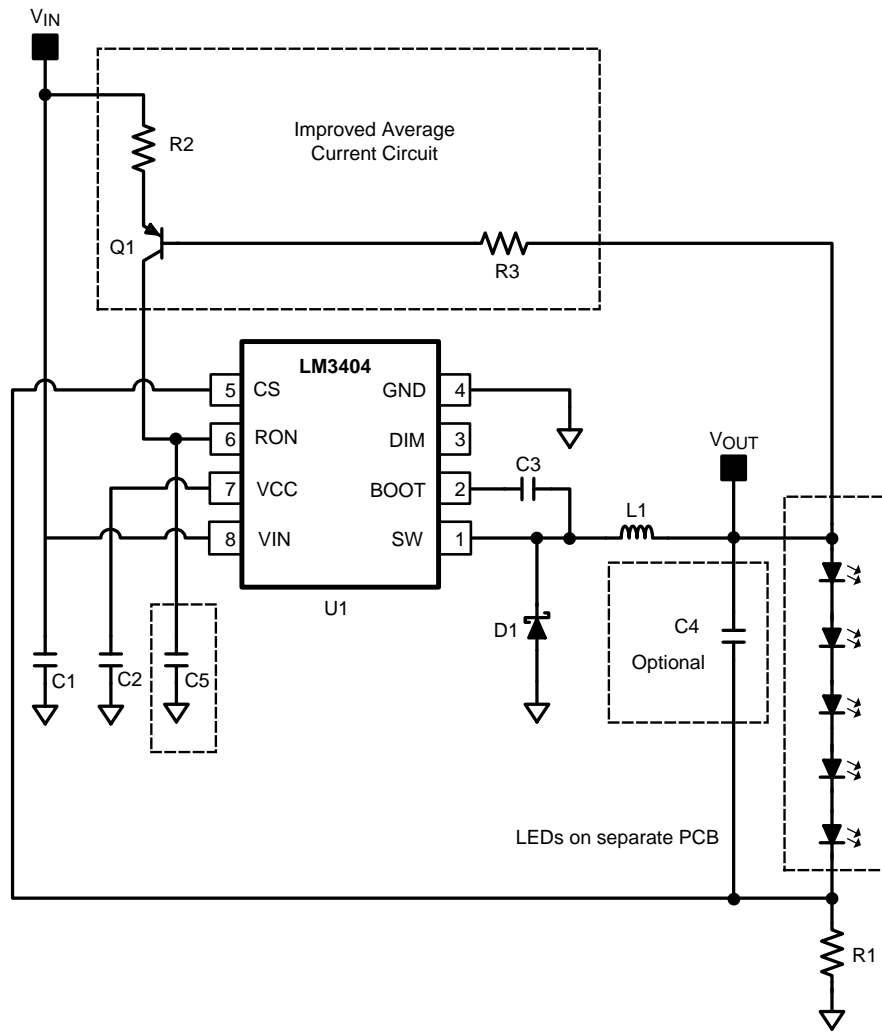 VIN
Improved Average
Current Circuit
R2
Q1
R3
LM3404
5 CS
GND 4
6 RON
DIM 3
7 VCC
BOOT 2
8 VIN
SW 1
U1
C3
L1
VOUT
D1
C4
Optional
C1
C2
C5
LEDs on separate PCB
R1